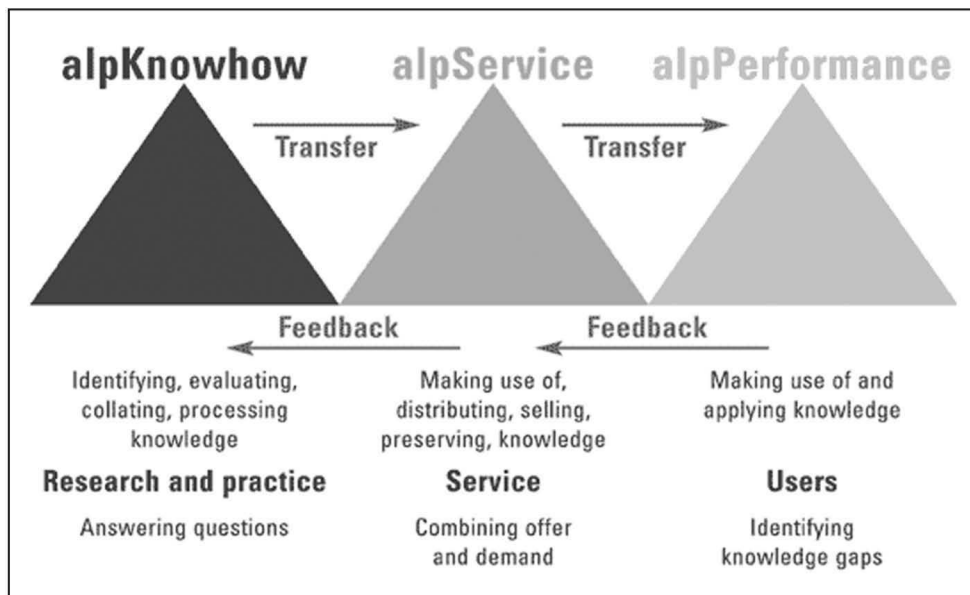 alpKnowhow
alpService
alpPerformance
Transfer
Transfer
Feedback
Feedback
Identifying, evaluating,
collating, processing
knowledge
Making use of,
distributing, selling,
preserving, knowledge
Making use of and
applying knowledge
Research and practice
Service
Users
Answering questions
Combining offer
and demand
Identifying
knowledge gaps